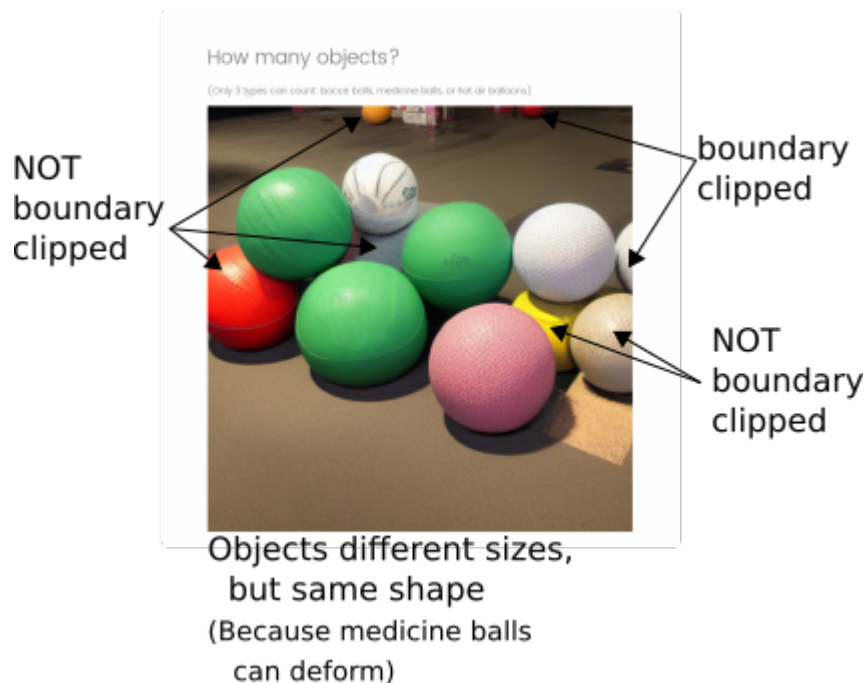 How many objects?
(Only 3 types can count: bocce balls, medicine balls, or hot air balloons)
NOT
boundary
clipped
boundary
clipped
NOT
boundary
clipped
Objects different sizes,
but same shape
(Because medicine balls
can deform)